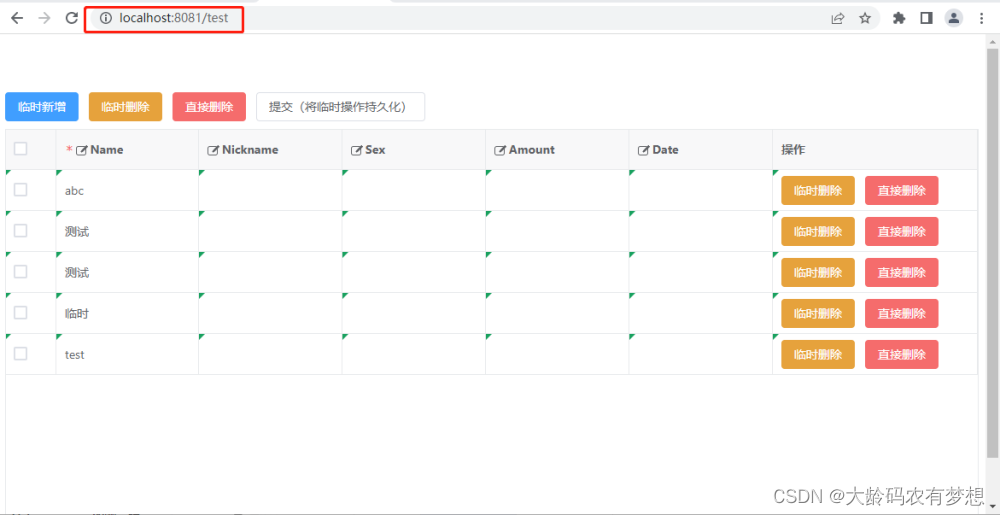 localhost:8081/test
临时新增 临时删除 直接删除 提交（将临时操作持久化）
* Name Nickname Sex Amount Date 操作
abc 临时删除 直接删除
测试 临时删除 直接删除
测试 临时删除 直接删除
临时 临时删除 直接删除
test 临时删除 直接删除
CSDN @大龄码农有梦想